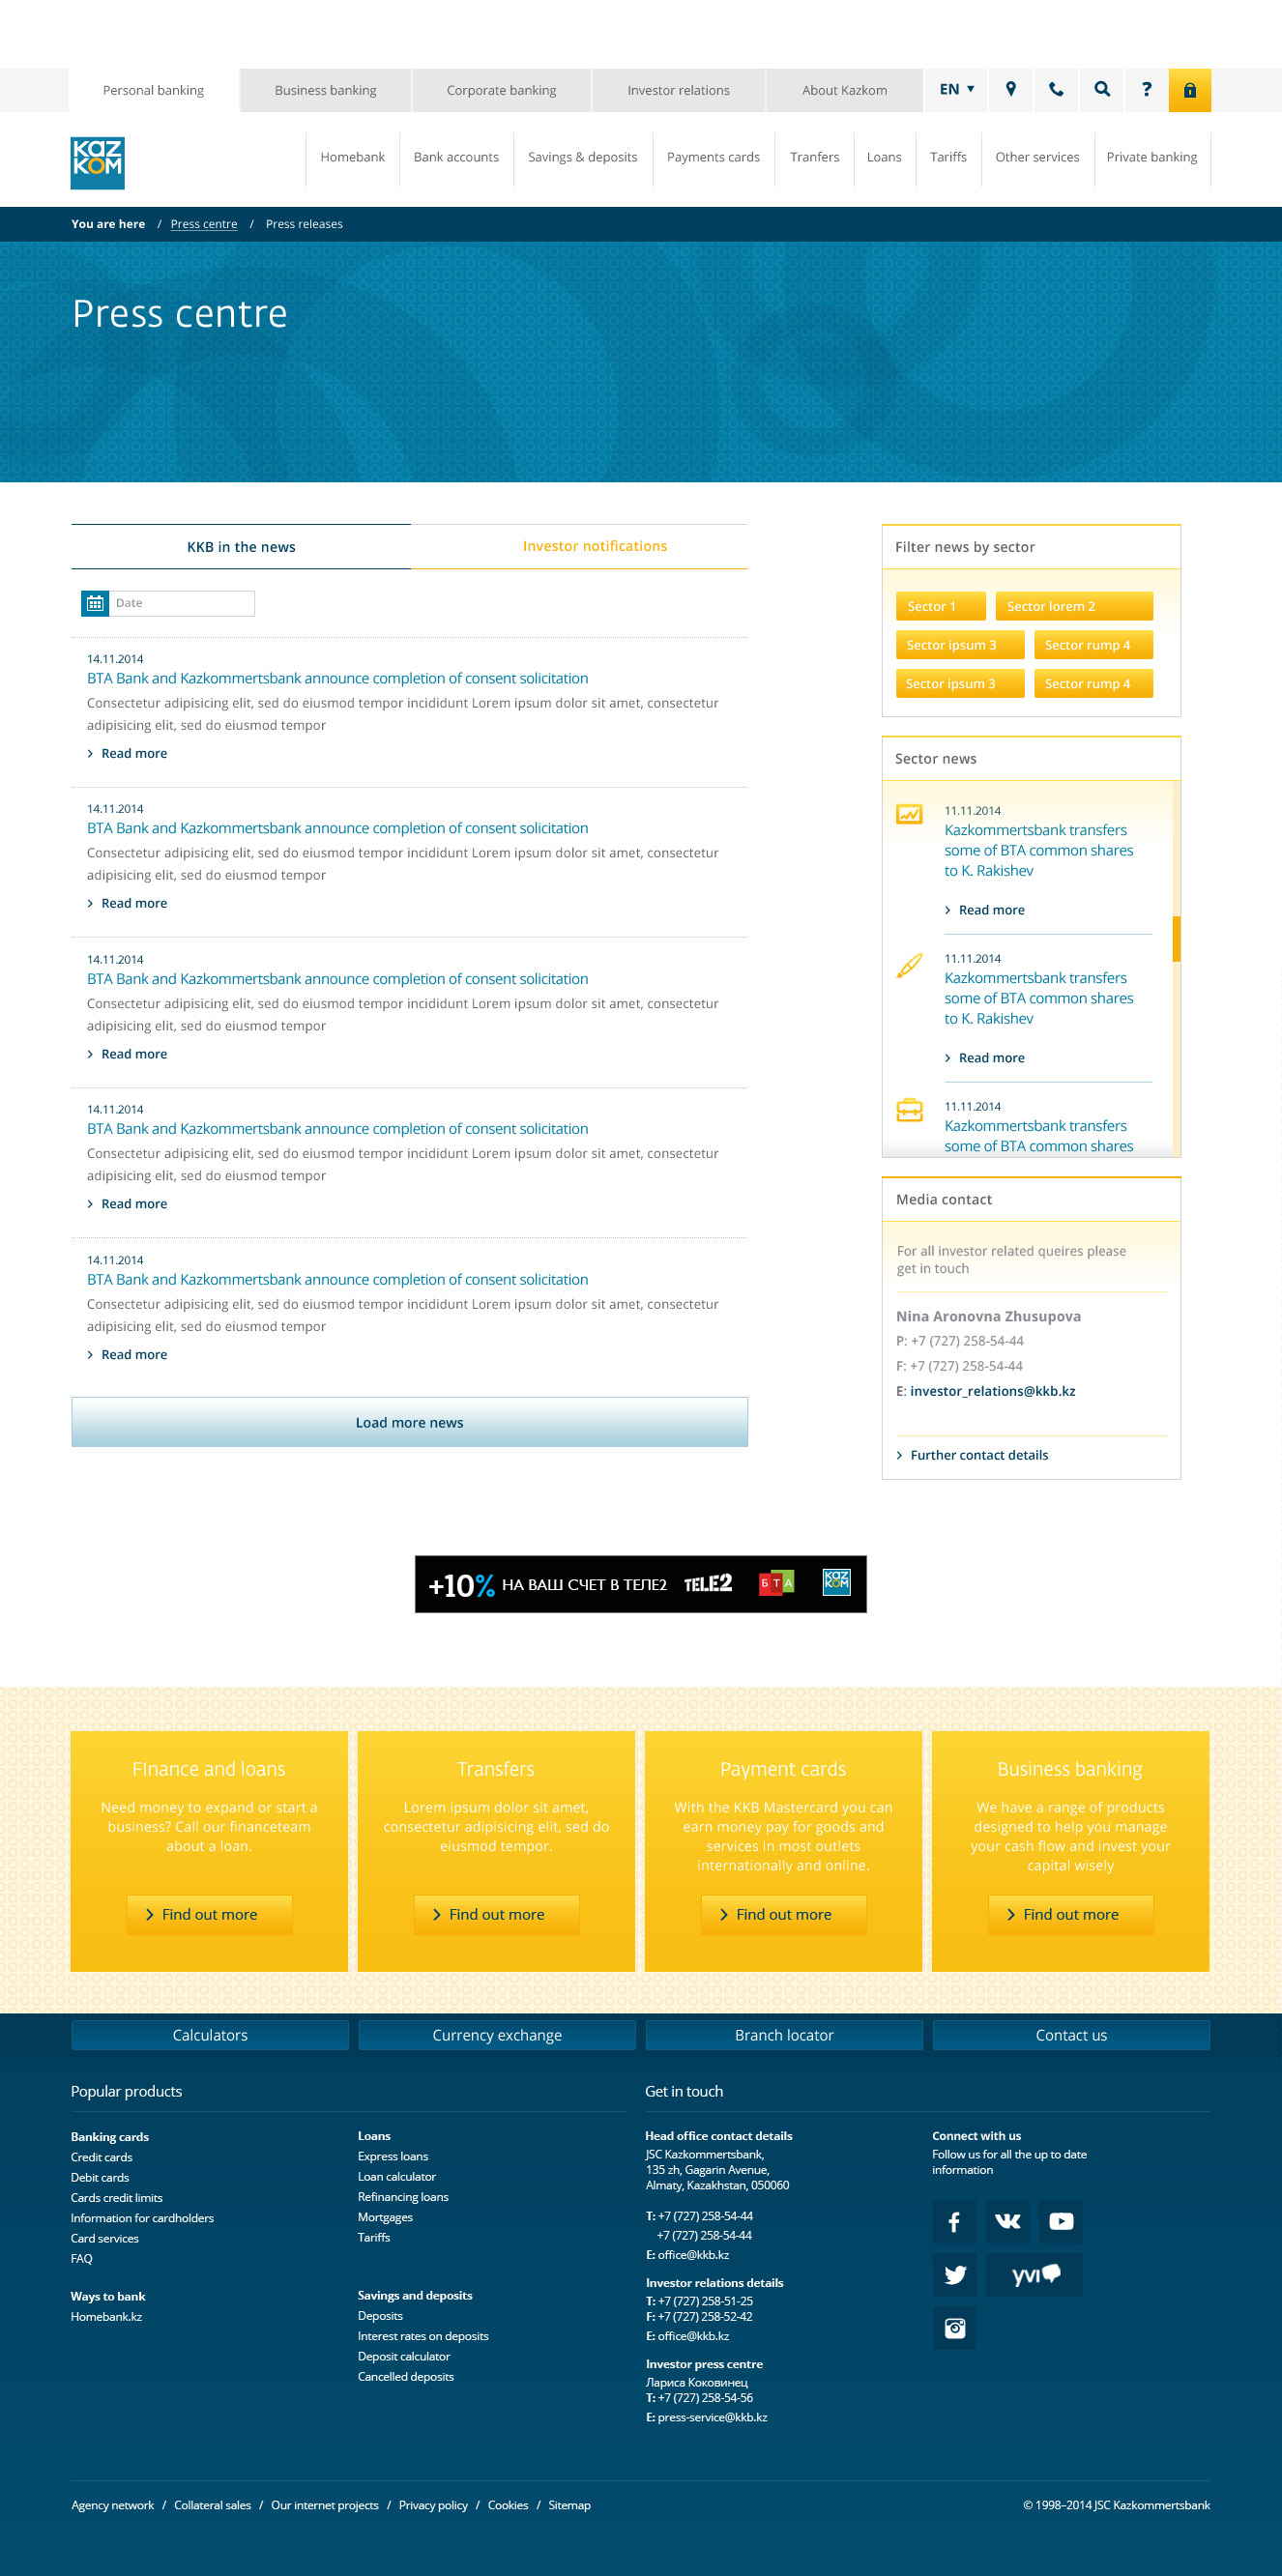 Personal banking
Business banking
Corporate banking
Investor relations
About Kazkom
EN
?
KAZ
KOM
Homebank
Bank accounts
Savings & deposits
Payments cards
Tranfers
Loans
Tariffs
Other services
Private banking
You are here / Press centre / Press releases
Press centre
KKB in the news
Investor notifications
Date
14.11.2014
BTA Bank and Kazkommertsbank announce completion of consent solicitation
Consectetur adipisicing elit, sed do eiusmod tempor incididunt Lorem ipsum dolor sit amet, consectetur
adipisicing elit, sed do eiusmod tempor
Read more
14.11.2014
BTA Bank and Kazkommertsbank announce completion of consent solicitation
Consectetur adipisicing elit, sed do eiusmod tempor incididunt Lorem ipsum dolor sit amet, consectetur
adipisicing elit, sed do eiusmod tempor
Read more
14.11.2014
BTA Bank and Kazkommertsbank announce completion of consent solicitation
Consectetur adipisicing elit, sed do eiusmod tempor incididunt Lorem ipsum dolor sit amet, consectetur
adipisicing elit, sed do eiusmod tempor
Read more
14.11.2014
BTA Bank and Kazkommertsbank announce completion of consent solicitation
Consectetur adipisicing elit, sed do eiusmod tempor incididunt Lorem ipsum dolor sit amet, consectetur
adipisicing elit, sed do eiusmod tempor
Read more
14.11.2014
BTA Bank and Kazkommertsbank announce completion of consent solicitation
Consectetur adipisicing elit, sed do eiusmod tempor incididunt Lorem ipsum dolor sit amet, consectetur
adipisicing elit, sed do eiusmod tempor
Read more
Load more news
Filter news by sector
Sector 1
Sector lorem 2
Sector ipsum 3
Sector rump 4
Sector ipsum 3
Sector rump 4
Sector news
11.11.2014
Kazkommertsbank transfers
some of BTA common shares
to K. Rakishev
Read more
11.11.2014
Kazkommertsbank transfers
some of BTA common shares
to K. Rakishev
Read more
11.11.2014
Kazkommertsbank transfers
some of BTA common shares
Media contact
For all investor related queires please
get in touch
Nina Aronovna Zhusupova
P: +7 (727) 258-54-44
F: +7 (727) 258-54-44
E: investor_relations@kkb.kz
Further contact details
+10% НА ВАШ СЧЕТ В ТЕЛЕ2 TELE2 БТА KAZ KOM
FInance and loans
Need money to expand or start a
business? Call our financeteam
about a loan.
Find out more
Transfers
Lorem ipsum dolor sit amet,
consectetur adipisicing elit, sed do
eiusmod tempor.
Find out more
Payment cards
With the KKB Mastercard you can
earn money pay for goods and
services in most outlets
internationally and online.
Find out more
Business banking
We have a range of products
designed to help you manage
your cash flow and invest your
capital wisely
Find out more
Calculators
Currency exchange
Branch locator
Contact us
Popular products
Banking cards
Credit cards
Debit cards
Cards credit limits
Information for cardholders
Card services
FAQ
Ways to bank
Homebank.kz
Loans
Express loans
Loan calculator
Refinancing loans
Mortgages
Tariffs
Savings and deposits
Deposits
Interest rates on deposits
Deposit calculator
Cancelled deposits
Get in touch
Head office contact details
JSC Kazkommertsbank,
135 zh, Gagarin Avenue,
Almaty, Kazakhstan, 050060
T: +7 (727) 258-54-44
+7 (727) 258-54-44
E: office@kkb.kz
Investor relations details
T: +7 (727) 258-51-25
F: +7 (727) 258-52-42
E: office@kkb.kz
Investor press centre
Лариса Коковинец
T: +7 (727) 258-54-56
E: press-service@kkb.kz
Connect with us
Follow us for all the up to date
information
yvi
Agency network / Collateral sales / Our internet projects / Privacy policy / Cookies / Sitemap
© 1998–2014 JSC Kazkommertsbank